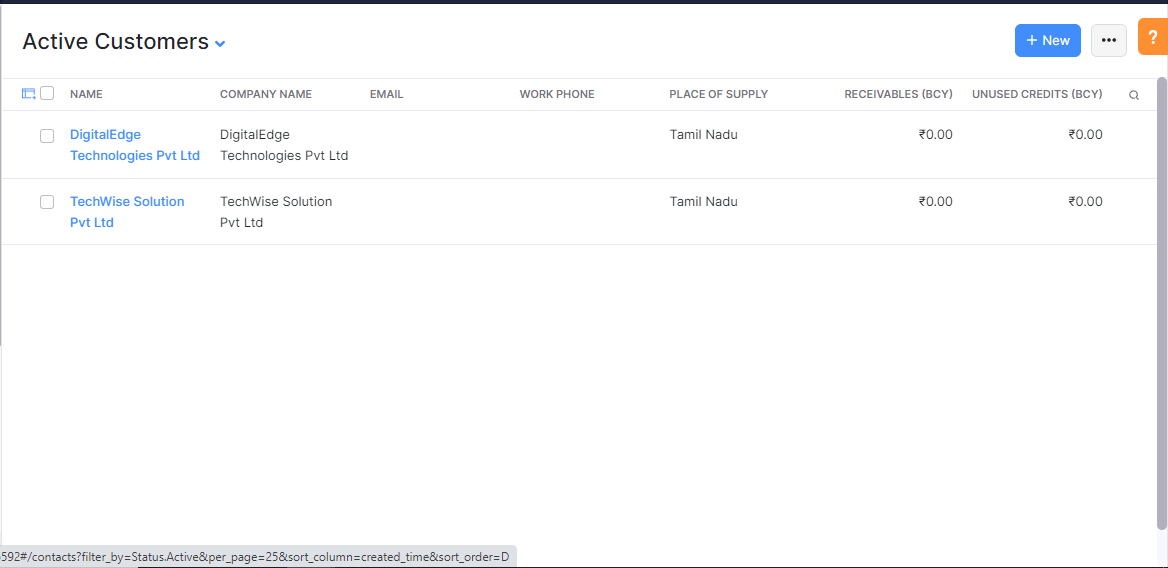 Active Customers
+ New
?
NAME COMPANY NAME EMAIL WORK PHONE PLACE OF SUPPLY RECEIVABLES (BCY) UNUSED CREDITS (BCY)
DigitalEdge DigitalEdge Tamil Nadu ₹0.00 ₹0.00
Technologies Pvt Ltd Technologies Pvt Ltd
TechWise Solution TechWise Solution Tamil Nadu ₹0.00 ₹0.00
Pvt Ltd Pvt Ltd
592#/contacts?filter_by=Status.Active&per_page=25&sort_column=created_time&sort_order=D